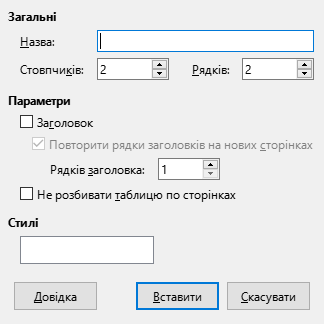 Загальні
Назва:
Стовпчиків: 2 Рядків: 2
Параметри
Заголовок
Повторити рядки заголовків на нових сторінках
Рядків заголовка: 1
Не розбивати таблицю по сторінках
Стилі
Довідка Вставити Скасувати